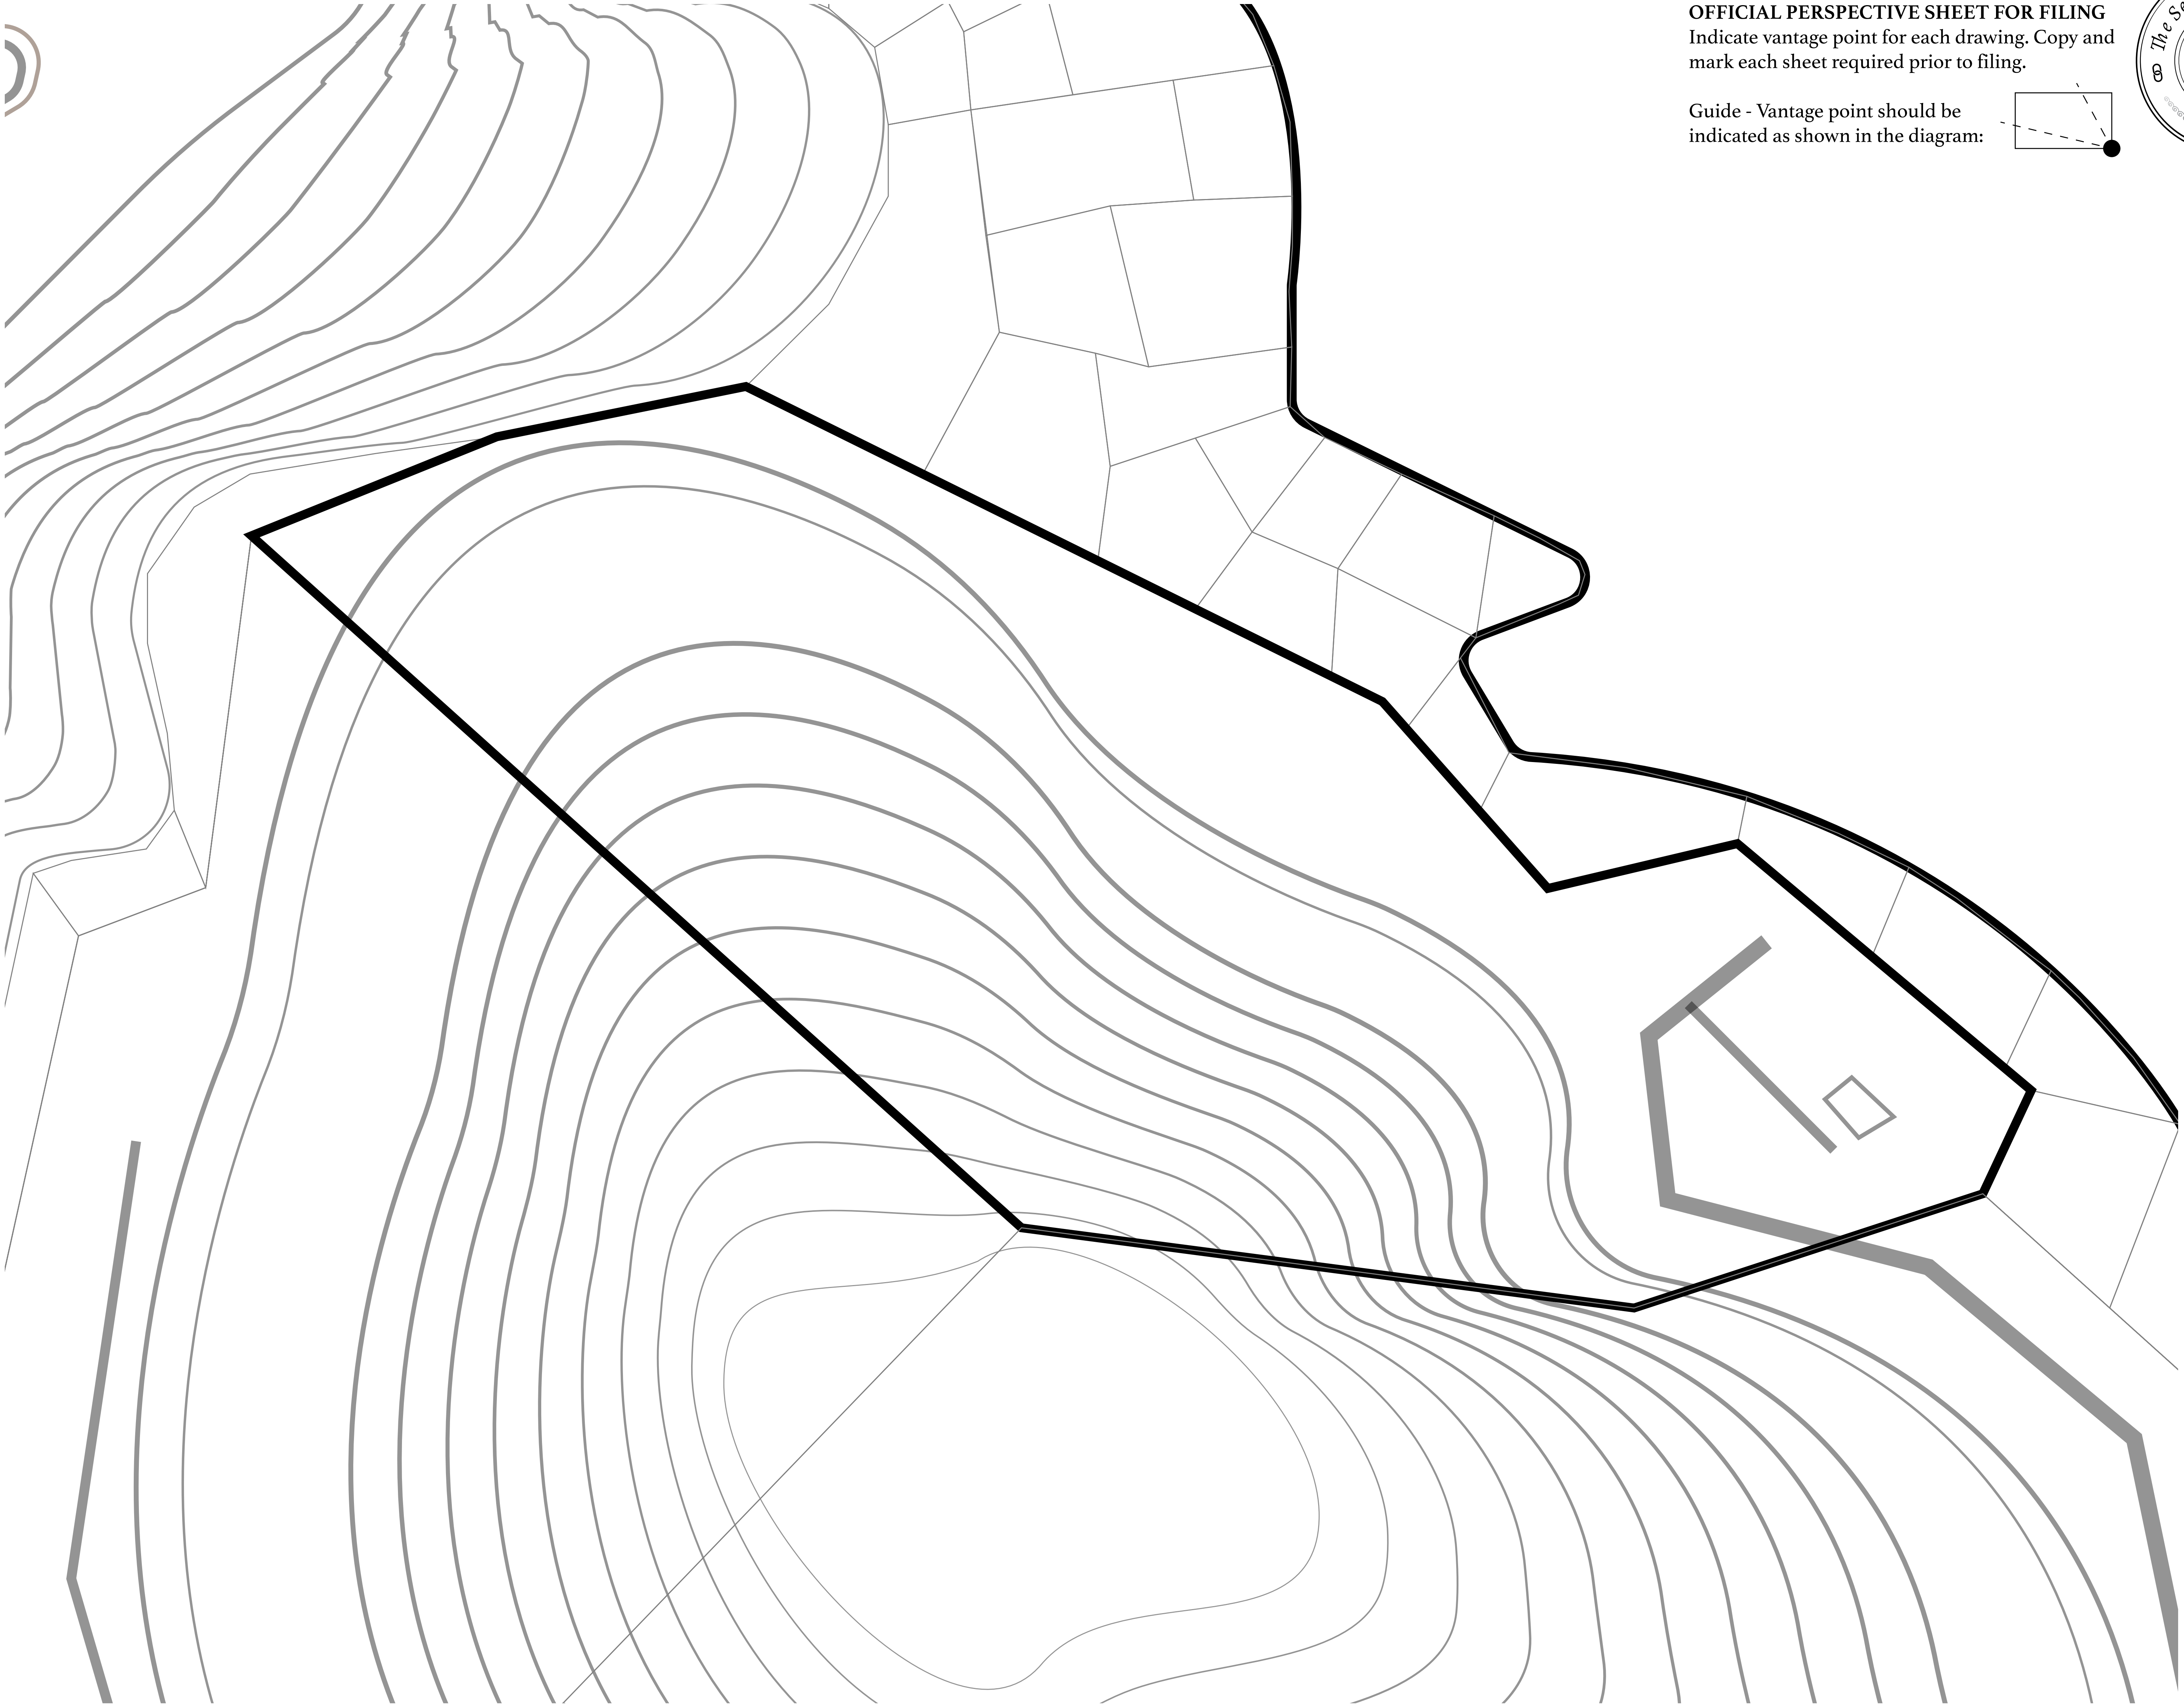 OFFICIAL PERSPECTIVE SHEET FOR FILING
Indicate vantage point for each drawing. Copy and
mark each sheet required prior to filing.
Guide - Vantage point should be
indicated as shown in the diagram:
The